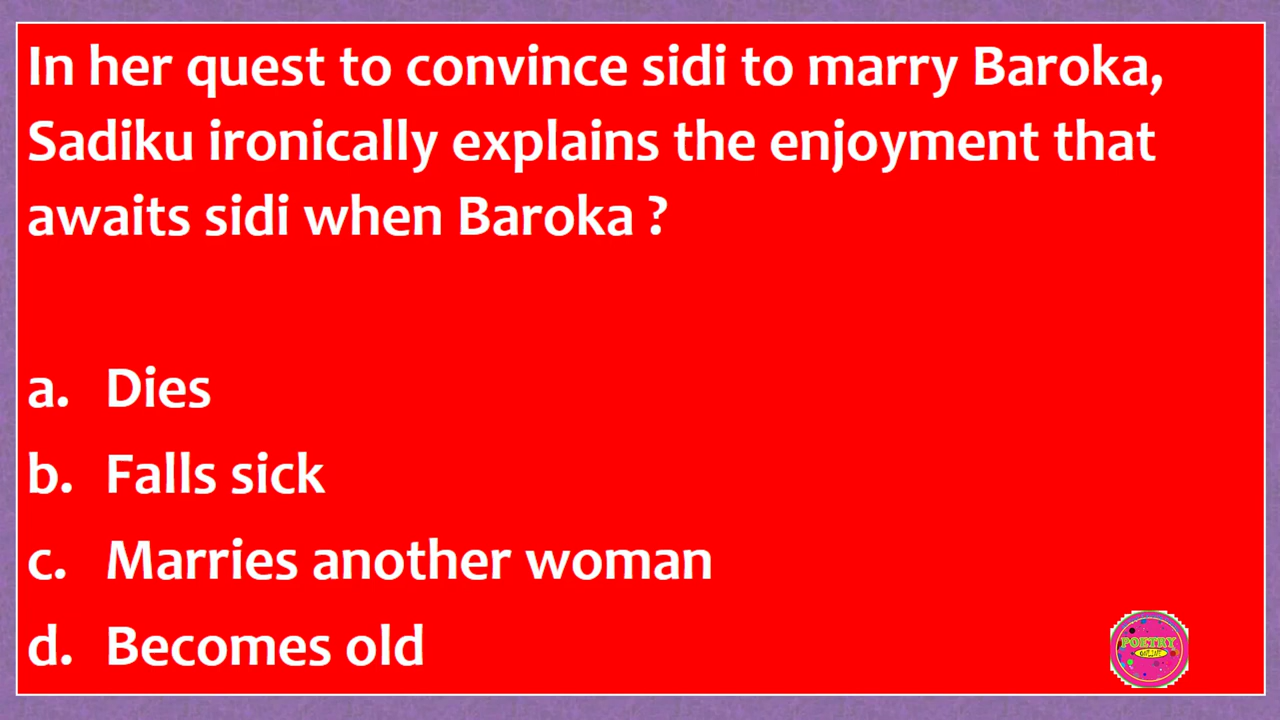 In her quest to convince sidi to marry Baroka,
Sadiku ironically explains the enjoyment that
awaits sidi when Baroka ?
a. Dies
b. Falls sick
c. Marries another woman
d. Becomes old
POETRY